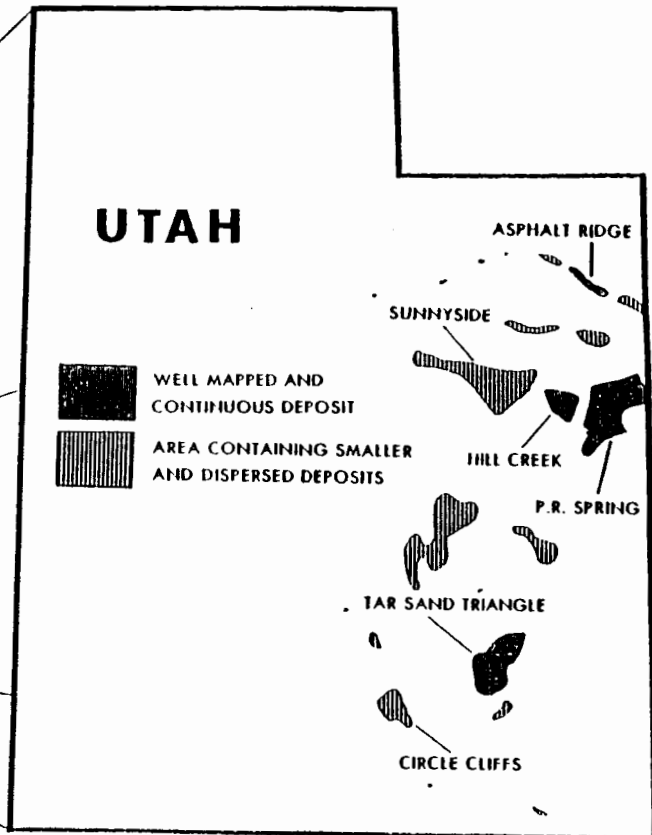 UTAH
ASPHALT RIDGE
SUNNYSIDE
WELL MAPPED AND
CONTINUOUS DEPOSIT
AREA CONTAINING SMALLER
AND DISPERSED DEPOSITS
HILL CREEK
P.R. SPRING
TAR SAND TRIANGLE
CIRCLE CLIFFS